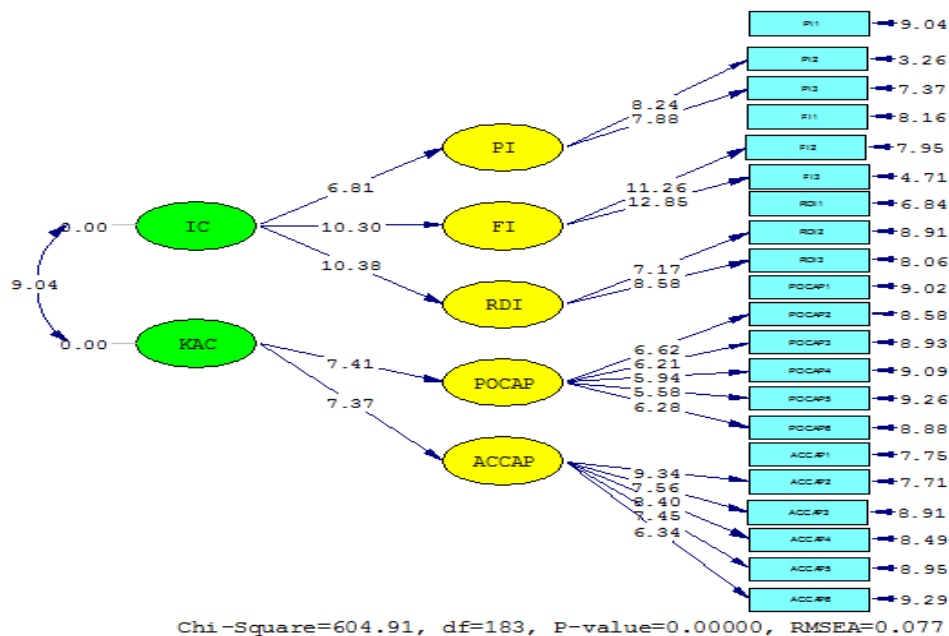 PI1 9.04
PI2 3.26
8.24
PI3 7.37
7.88
FI1 8.16
PI
FI2 7.95
FI3 4.71
6.81
11.26
12.85
RDI1 6.84
0.00 IC
10.30
FI
RDI2 8.91
RDI3 8.06
10.38
7.17
8.58
9.04
POCAP1 9.02
RDI
POCAP2 8.58
0.00 KAC
POCAP3 8.93
7.41
6.62
6.21
5.94
5.58
6.28
POCAP4 9.09
POCAP
POCAP5 9.26
7.37
POCAP6 8.88
ACCAP1 7.75
ACCAP
9.34
7.56
8.40
7.45
6.34
ACCAP2 7.71
ACCAP3 8.91
ACCAP4 8.49
ACCAP5 8.95
ACCAP6 9.29
Chi-Square=604.91, df=183, P-value=0.00000, RMSEA=0.077